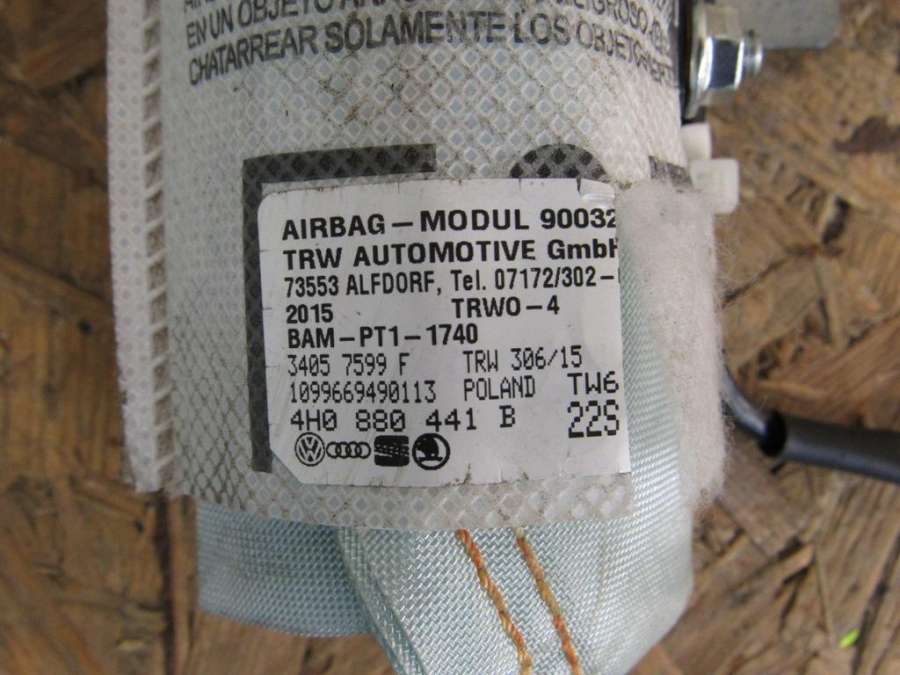 EN UN OBJETO
CHATARREAR SÓLAMENTE LOS
AIRBAG – MODUL 90032
TRW AUTOMOTIVE GmbH
73553 ALFDORF, Tel. 07172/302-
2015 TRWO – 4
BAM – PT1 – 1740
3405 7599 F TRW 306/15
1099669490113 POLAND TW6
4H0 880 441 B 22S